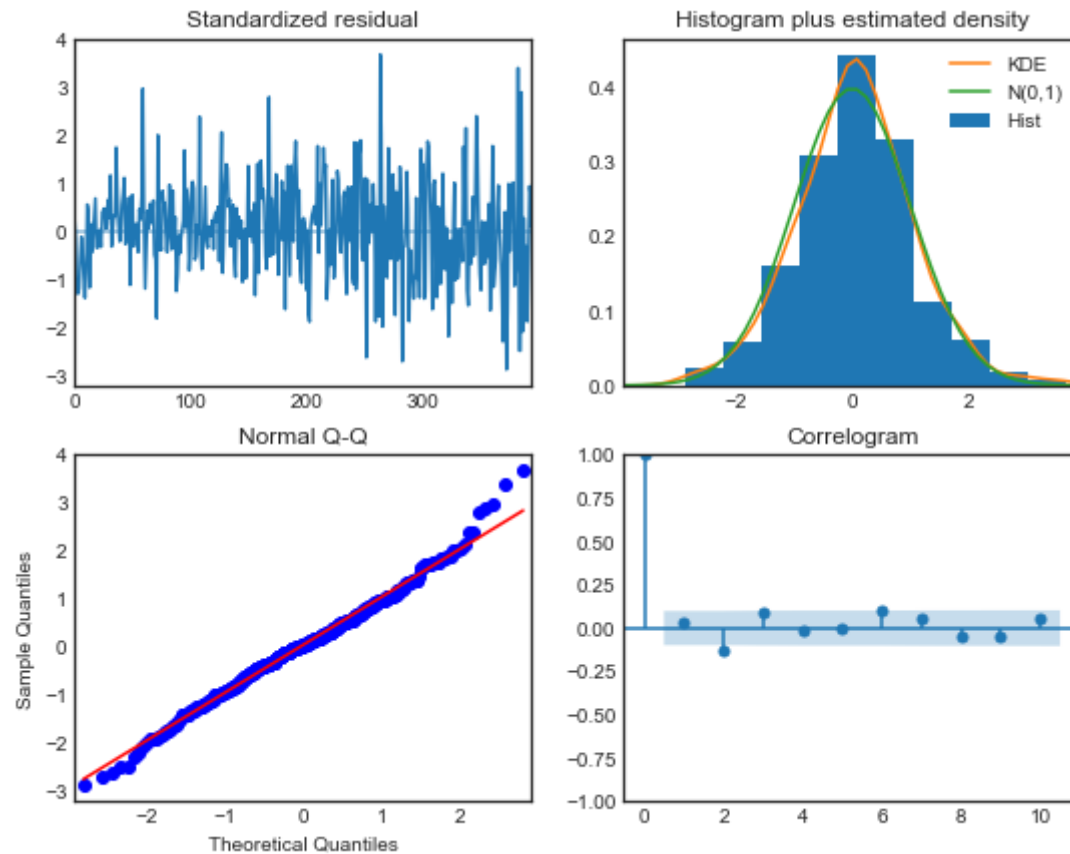 Standardized residual
4
3
2
1
0
−1
−2
−3
0 100 200 300
Histogram plus estimated density
KDE
N(0,1)
Hist
0.4
0.3
0.2
0.1
0.0
−2 0 2
Normal Q-Q
4
3
2
1
0
−1
−2
−3
Sample Quantiles
−2 −1 0 1 2
Theoretical Quantiles
Correlogram
1.00
0.75
0.50
0.25
0.00
−0.25
−0.50
−0.75
−1.00
0 2 4 6 8 10